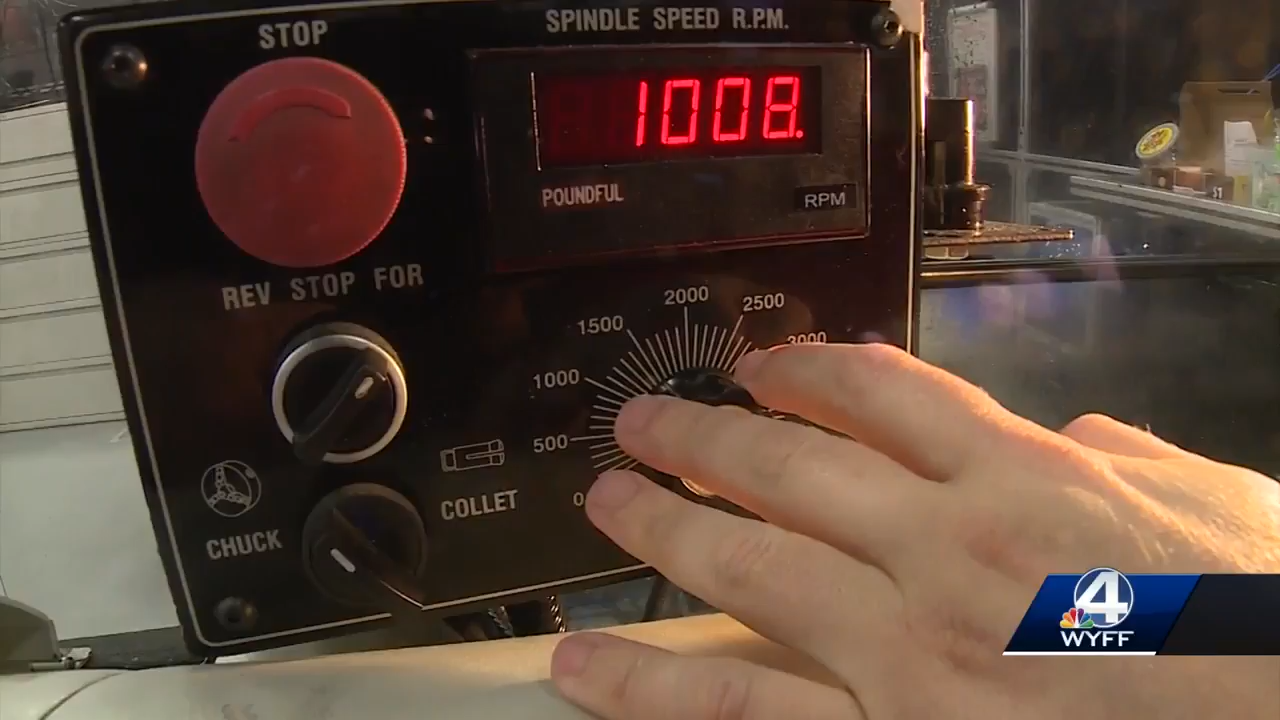 STOP
SPINDLE SPEED R.P.M.
1008.
POUNDFUL
RPM
REV STOP FOR
0
500
1000
1500
2000
2500
3000
COLLET
CHUCK
$1
4
WYFF